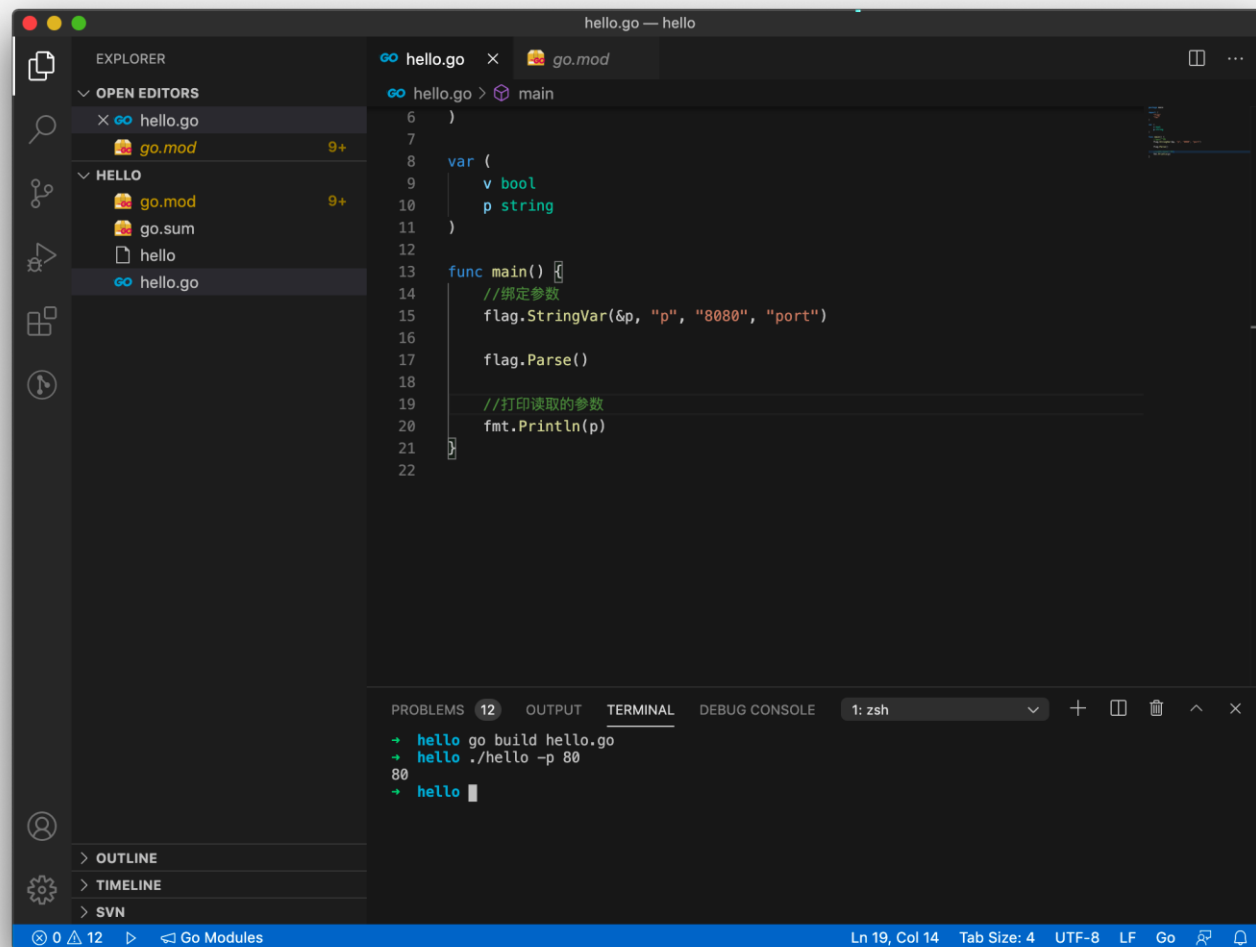 hello.go — hello
EXPLORER
OPEN EDITORS
GO hello.go
go.mod 9+
HELLO
go.mod 9+
go.sum
hello
GO hello.go
OUTLINE
TIMELINE
SVN
GO hello.go
go.mod
GO hello.go > main
6 )
7
8 var (
9 v bool
10 p string
11 )
12
13 func main() {
14 //绑定参数
15 flag.StringVar(&p, "p", "8080", "port")
16
17 flag.Parse()
18
19 //打印读取的参数
20 fmt.Println(p)
21 }
22
PROBLEMS 12 OUTPUT TERMINAL DEBUG CONSOLE 1: zsh
→ hello go build hello.go
→ hello ./hello -p 80
80
→ hello
0 12 Go Modules Ln 19, Col 14 Tab Size: 4 UTF-8 LF Go